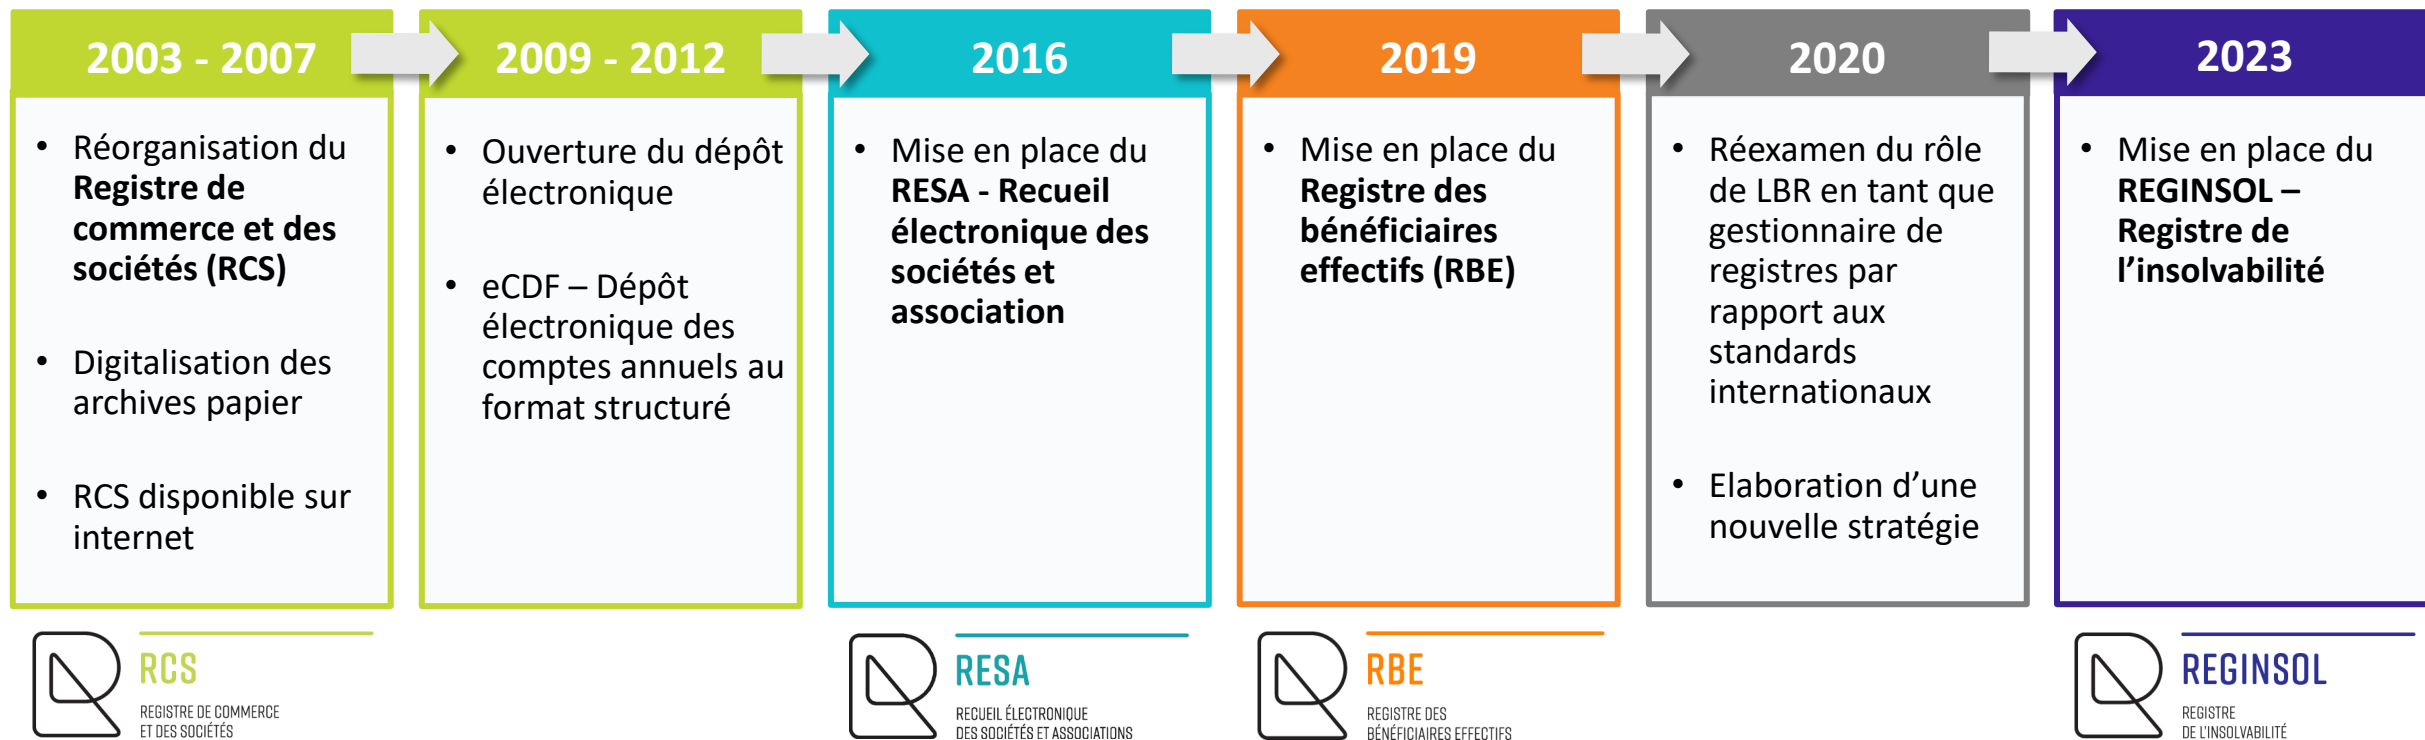 2003 - 2007
• Réorganisation du
Registre de
commerce et des
sociétés (RCS)
• Digitalisation des
archives papier
• RCS disponible sur
internet
2009 - 2012
• Ouverture du dépôt
électronique
• eCDF – Dépôt
électronique des
comptes annuels au
format structuré
2016
• Mise en place du
RESA - Recueil
électronique des
sociétés et
association
2019
• Mise en place du
Registre des
bénéficiaires
effectifs (RBE)
2020
• Réexamen du rôle
de LBR en tant que
gestionnaire de
registres par
rapport aux
standards
internationaux
• Elaboration d’une
nouvelle stratégie
2023
• Mise en place du
REGINSOL –
Registre de
l’insolvabilité
RCS
REGISTRE DE COMMERCE
ET DES SOCIÉTÉS
RESA
RECUEIL ÉLECTRONIQUE
DES SOCIÉTÉS ET ASSOCIATIONS
RBE
REGISTRE DES
BÉNÉFICIAIRES EFFECTIFS
REGINSOL
REGISTRE
DE L'INSOLVABILITÉ